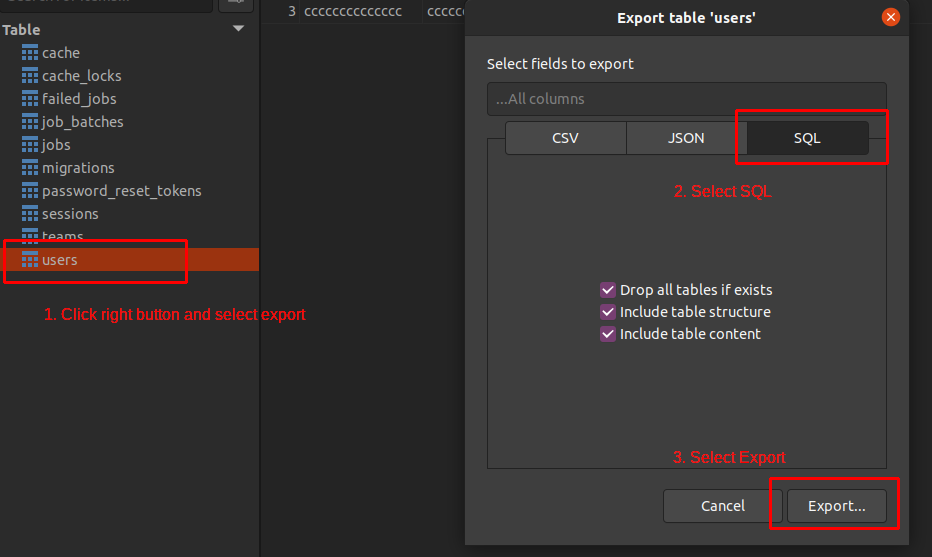 3 cccccccccccccc
Export table 'users'
Table
cache
cache_locks
failed_jobs
job_batches
jobs
migrations
password_reset_tokens
sessions
teams
users
1. Click right button and select export
Select fields to export
...All columns
CSV JSON SQL
2. Select SQL
Drop all tables if exists
Include table structure
Include table content
3. Select Export
Cancel Export...